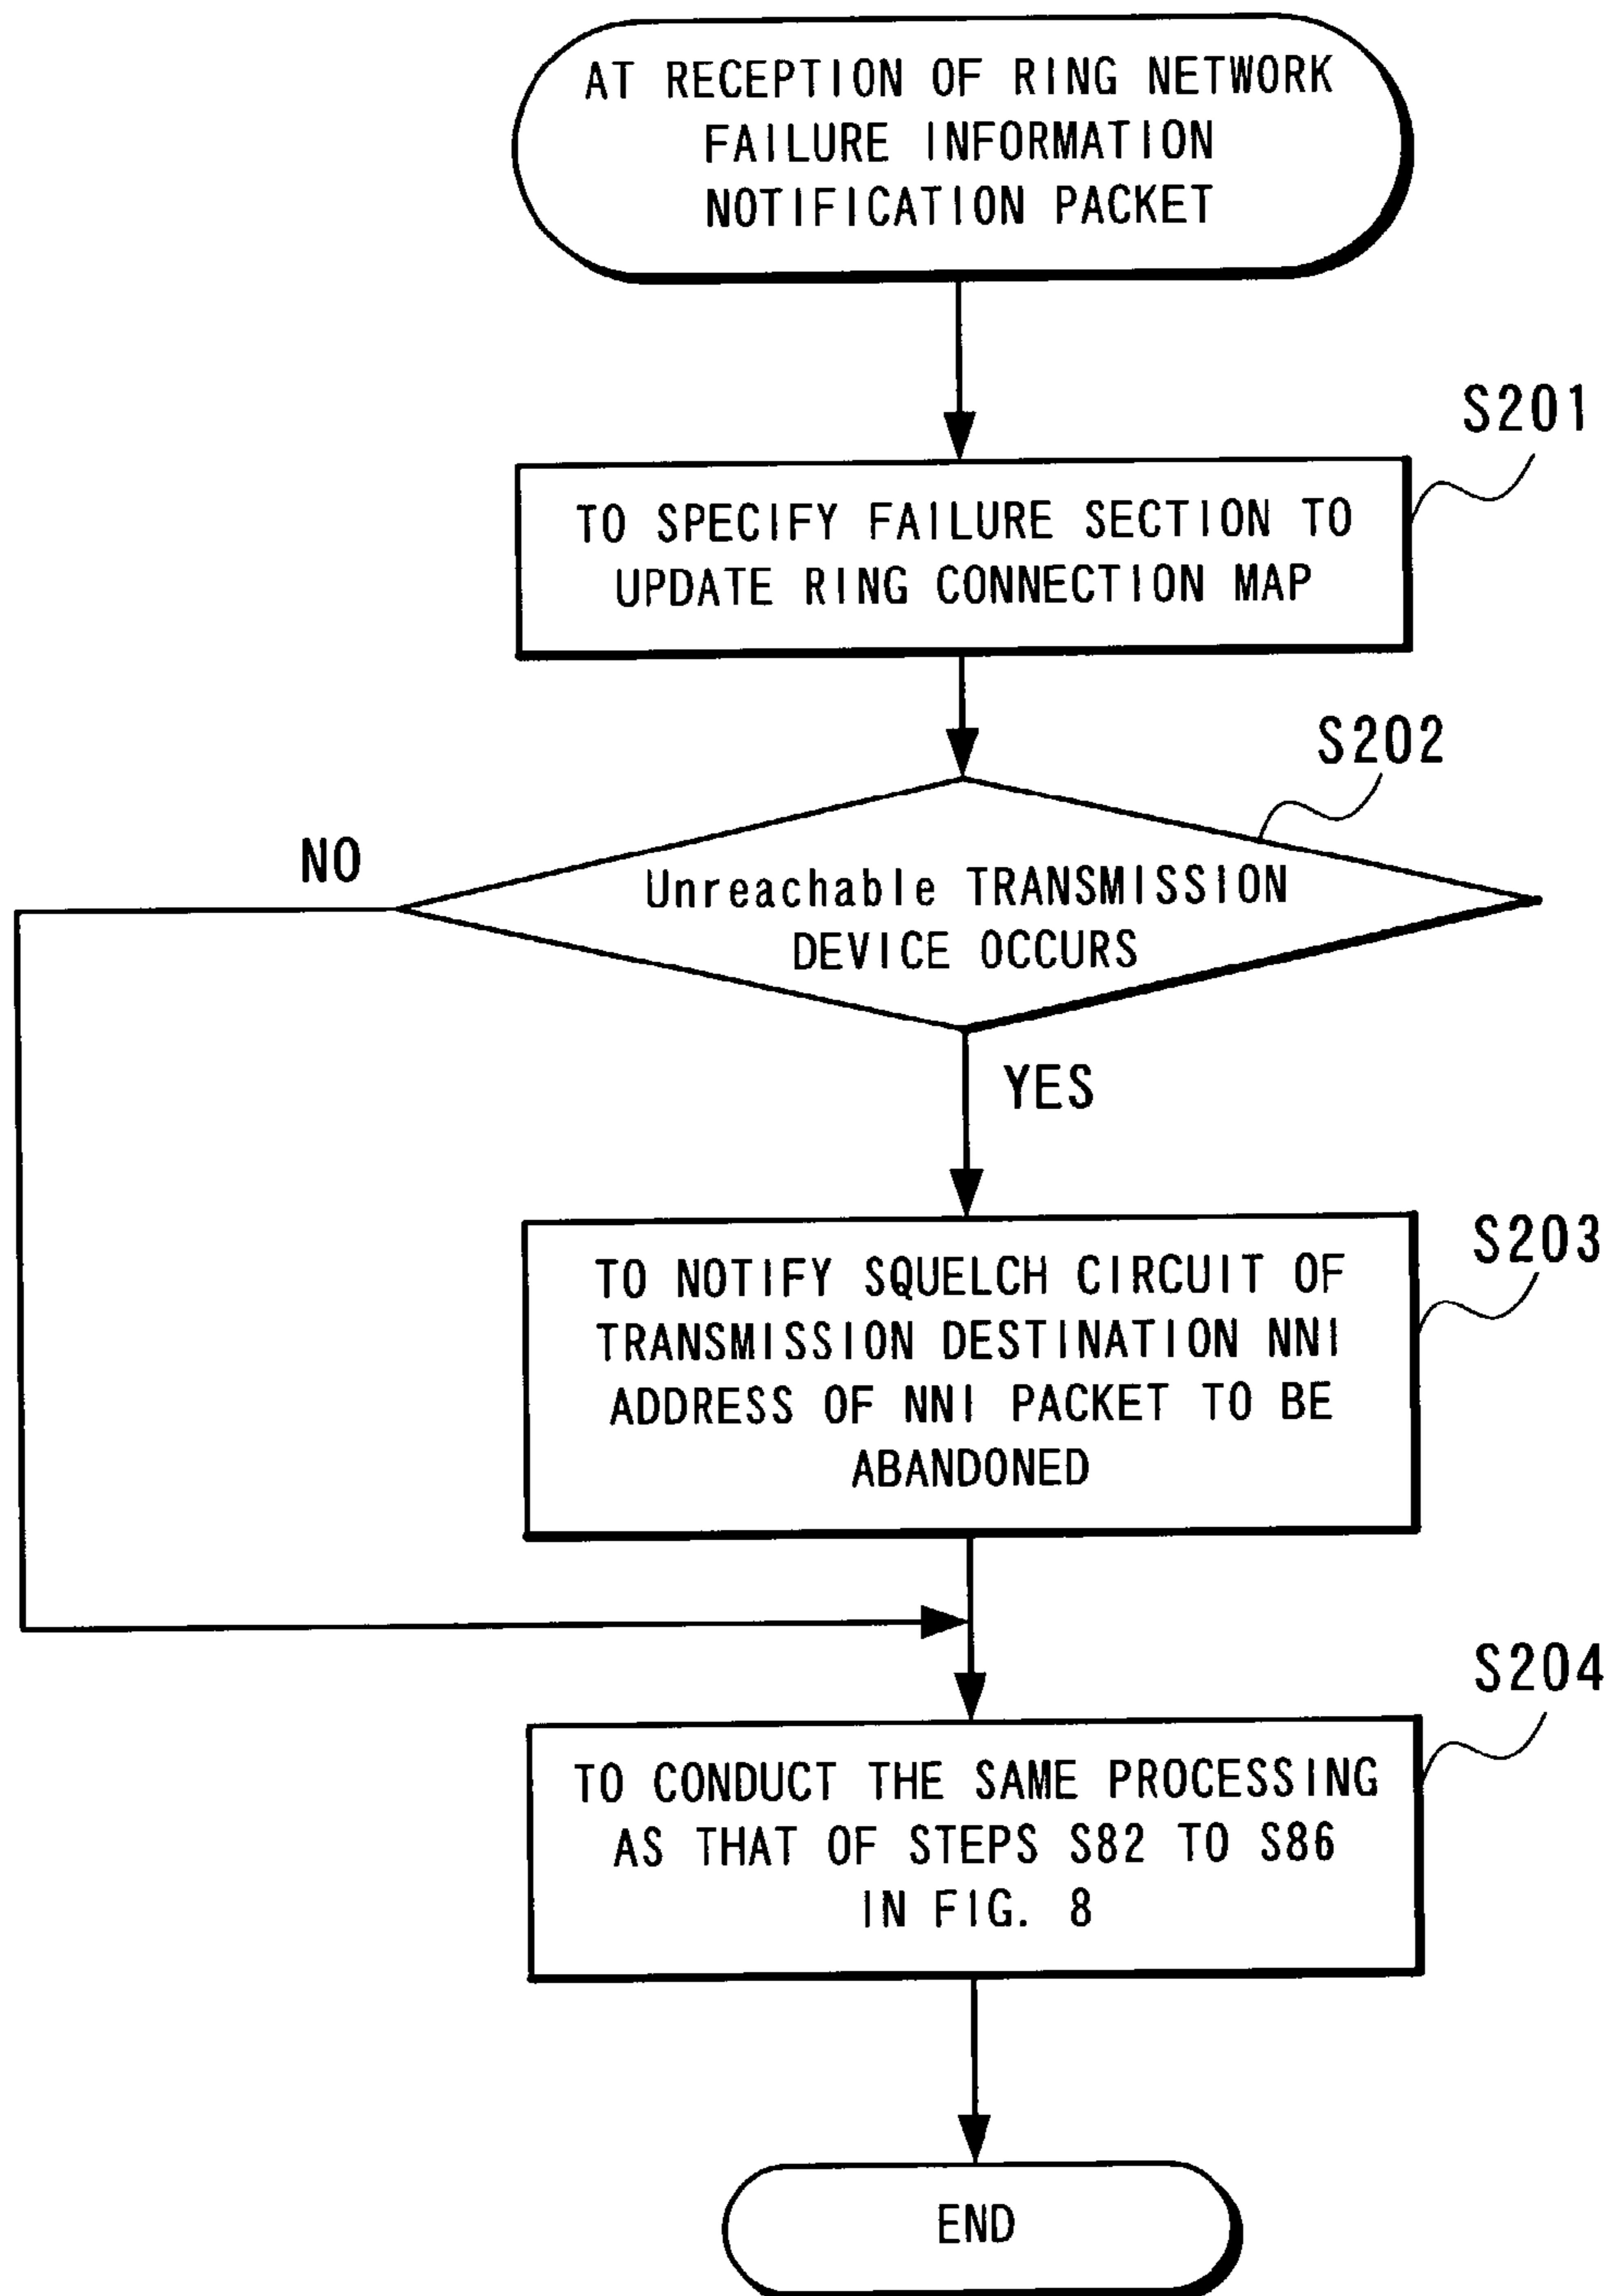 AT RECEPTION OF RING NETWORK
FAILURE INFORMATION
NOTIFICATION PACKET
S201
TO SPECIFY FAILURE SECTION TO
UPDATE RING CONNECTION MAP
S202
NO
Unreachable TRANSMISSION
DEVICE OCCURS
YES
S203
TO NOTIFY SQUELCH CIRCUIT OF
TRANSMISSION DESTINATION NNI
ADDRESS OF NNI PACKET TO BE
ABANDONED
S204
TO CONDUCT THE SAME PROCESSING
AS THAT OF STEPS S82 TO S86
IN FIG. 8
END